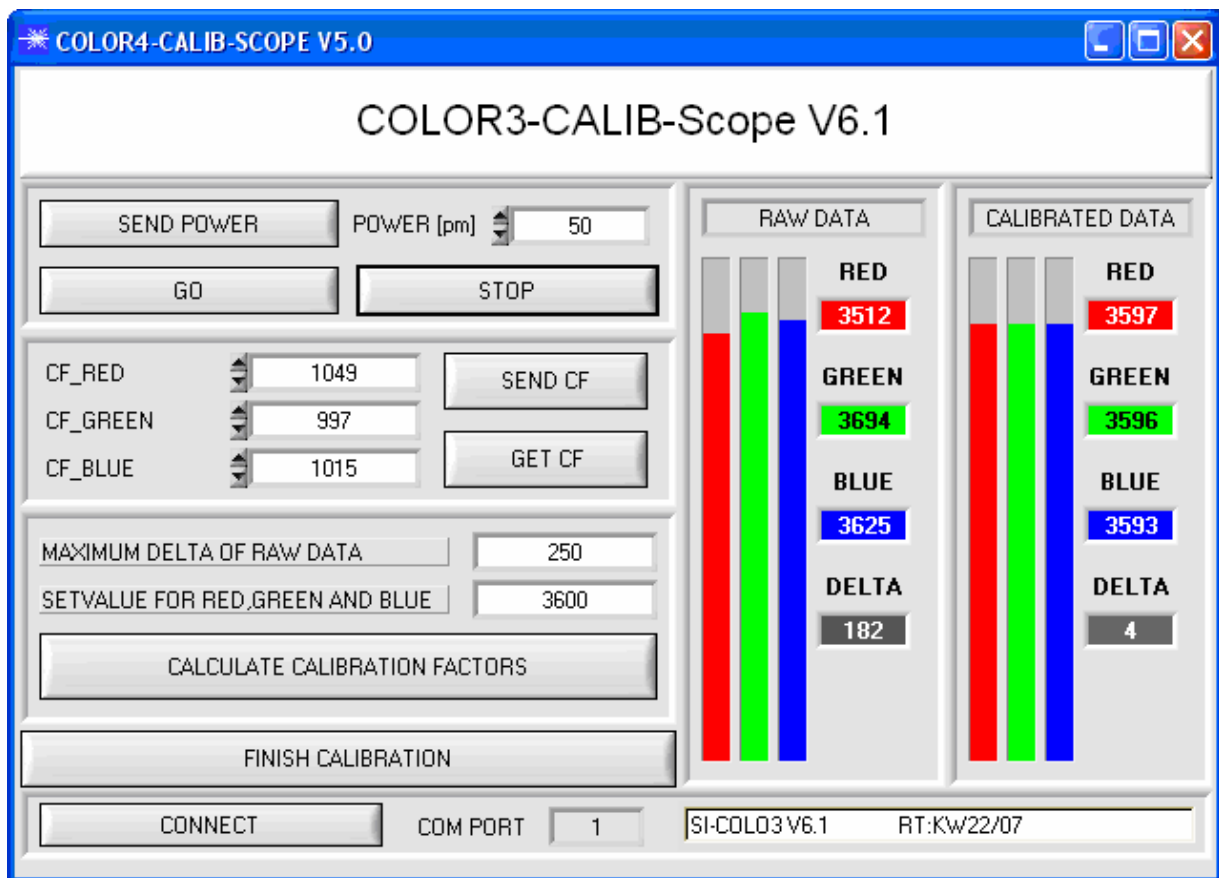 COLOR4-CALIB-SCOPE V5.0
COLOR3-CALIB-Scope V6.1
SEND POWER
POWER [pm]
50
GO
STOP
CF_RED
1049
CF_GREEN
997
CF_BLUE
1015
SEND CF
GET CF
MAXIMUM DELTA OF RAW DATA
250
SETVALUE FOR RED,GREEN AND BLUE
3600
CALCULATE CALIBRATION FACTORS
FINISH CALIBRATION
RAW DATA
RED
3512
GREEN
3694
BLUE
3625
DELTA
182
CALIBRATED DATA
RED
3597
GREEN
3596
BLUE
3593
DELTA
4
CONNECT
COM PORT
1
SI-COLO3 V6.1 RT:KW22/07